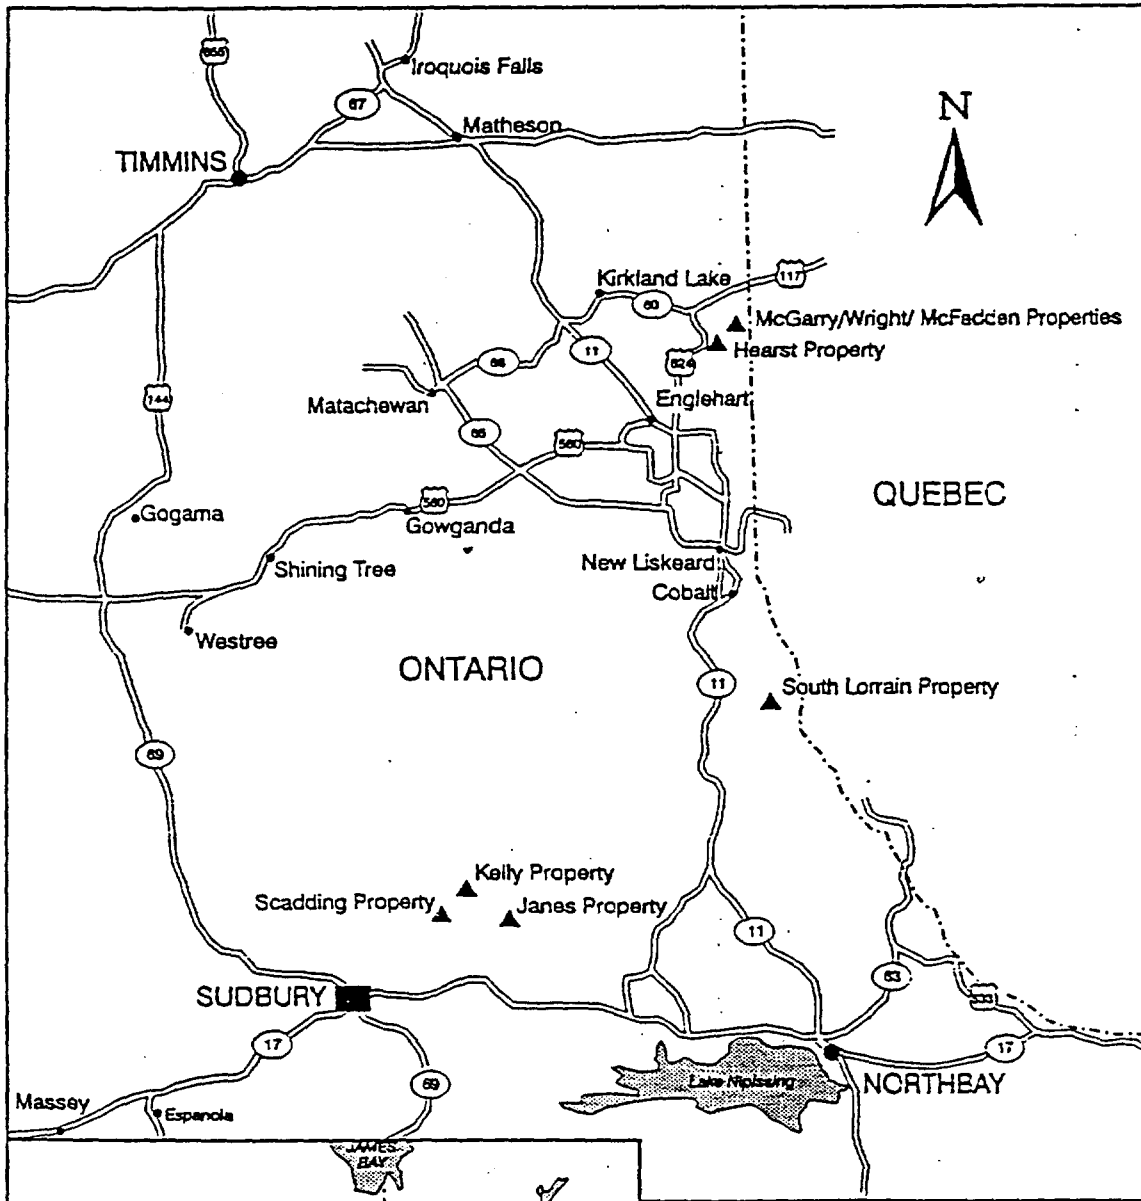 655
Iroquois Falls
67
Matheson
N
TIMMINS
Kirkland Lake
117
60
McGarry/Wright/ McFadden Properties
11
Hearst Property
66
624
144
Matachewan
Englehart
65
560
QUEBEC
560
Gogama
Gowganda
Shining Tree
New Liskeard
Cobalt
Westree
ONTARIO
11
South Lorrain Property
69
Kelly Property
Scadding Property
Janes Property
11
63
SUDBURY
533
17
17
Lake Nipissing
69
NORTHBAY
Massey
Espanola
JAMES
BAY